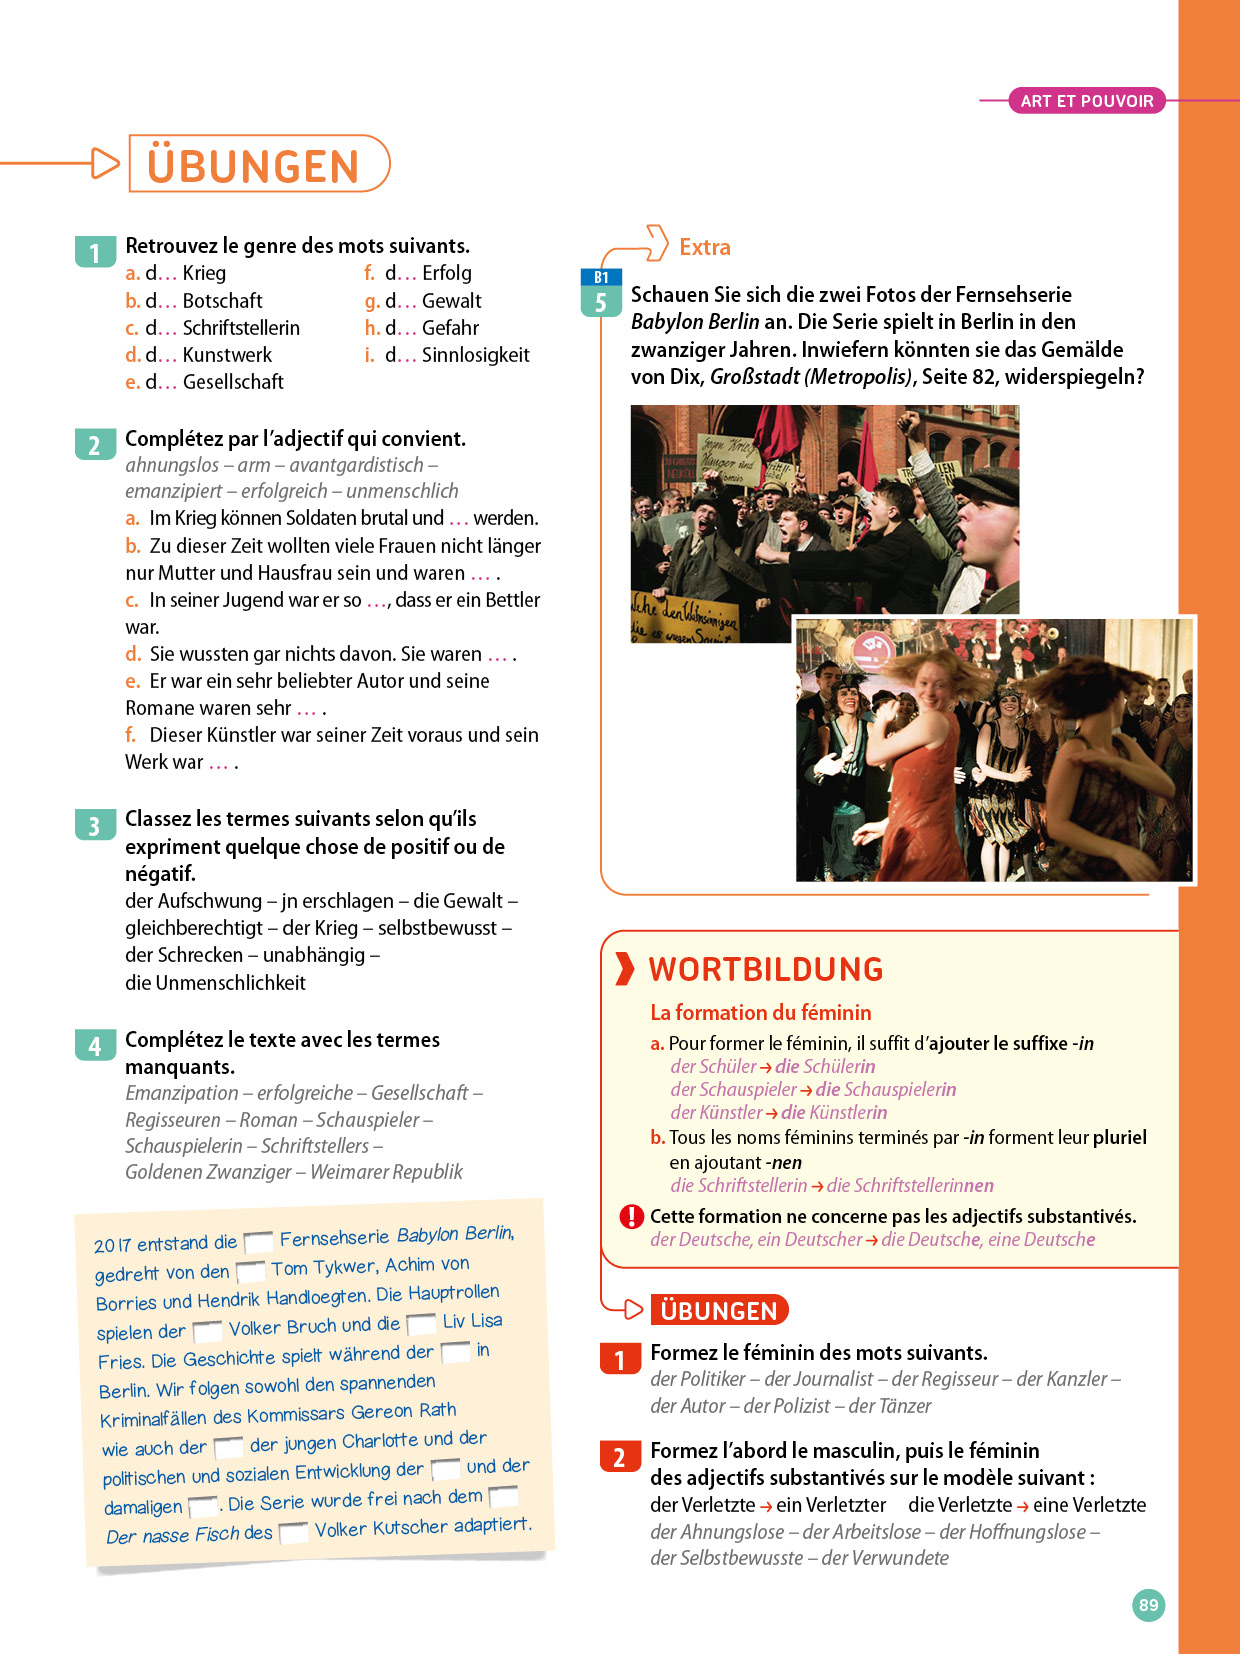 ART ET POUVOIR
ÜBUNGEN
1 Retrouvez le genre des mots suivants.
a. d… Krieg
b. d… Botschaft
c. d… Schriftstellerin
d. d… Kunstwerk
e. d… Gesellschaft
f. d… Erfolg
g. d… Gewalt
h. d… Gefahr
i. d… Sinnlosigkeit
2 Complétez par l’adjectif qui convient.
ahnungslos – arm – avantgardistisch –
emanzipiert – erfolgreich – unmenschlich
a. Im Krieg können Soldaten brutal und … werden.
b. Zu dieser Zeit wollten viele Frauen nicht länger
nur Mutter und Hausfrau sein und waren … .
c. In seiner Jugend war er so …, dass er ein Bettler
war.
d. Sie wussten gar nichts davon. Sie waren … .
e. Er war ein sehr beliebter Autor und seine
Romane waren sehr … .
f. Dieser Künstler war seiner Zeit voraus und sein
Werk war … .
3 Classez les termes suivants selon qu’ils
expriment quelque chose de positif ou de
négatif.
der Aufschwung – jn erschlagen – die Gewalt –
gleichberechtigt – der Krieg – selbstbewusst –
der Schrecken – unabhängig –
die Unmenschlichkeit
4 Complétez le texte avec les termes
manquants.
Emanzipation – erfolgreiche – Gesellschaft –
Regisseuren – Roman – Schauspieler –
Schauspielerin – Schriftstellers –
Goldenen Zwanziger – Weimarer Republik
2017 entstand die Fernsehserie Babylon Berlin,
gedreht von den Tom Tykwer, Achim von
Borries und Hendrik Handloegten. Die Hauptrollen
spielen der Volker Bruch und die Liv Lisa
Fries. Die Geschichte spielt während der in
Berlin. Wir folgen sowohl den spannenden
Kriminalfällen des Kommissars Gereon Rath
wie auch der der jungen Charlotte und der
politischen und sozialen Entwicklung der und der
damaligen . Die Serie wurde frei nach dem
Der nasse Fisch des Volker Kutscher adaptiert.
Extra
B1
5 Schauen Sie sich die zwei Fotos der Fernsehserie
Babylon Berlin an. Die Serie spielt in Berlin in den
zwanziger Jahren. Inwiefern könnten sie das Gemälde
von Dix, Großstadt (Metropolis), Seite 82, widerspiegeln?
Gegen Krieg
Hunger und
Wehe den Wahnsinnigen
WORTBILDUNG
La formation du féminin
a. Pour former le féminin, il suffit d’ajouter le suffixe -in
der Schüler → die Schülerin
der Schauspieler → die Schauspielerin
der Künstler → die Künstlerin
b. Tous les noms féminins terminés par -in forment leur pluriel
en ajoutant -nen
die Schriftstellerin → die Schriftstellerinnen
! Cette formation ne concerne pas les adjectifs substantivés.
der Deutsche, ein Deutscher → die Deutsche, eine Deutsche
ÜBUNGEN
1 Formez le féminin des mots suivants.
der Politiker – der Journalist – der Regisseur – der Kanzler –
der Autor – der Polizist – der Tänzer
2 Formez l’abord le masculin, puis le féminin
des adjectifs substantivés sur le modèle suivant :
der Verletzte → ein Verletzter die Verletzte → eine Verletzte
der Ahnungslose – der Arbeitslose – der Hoffnungslose –
der Selbstbewusste – der Verwundete
89